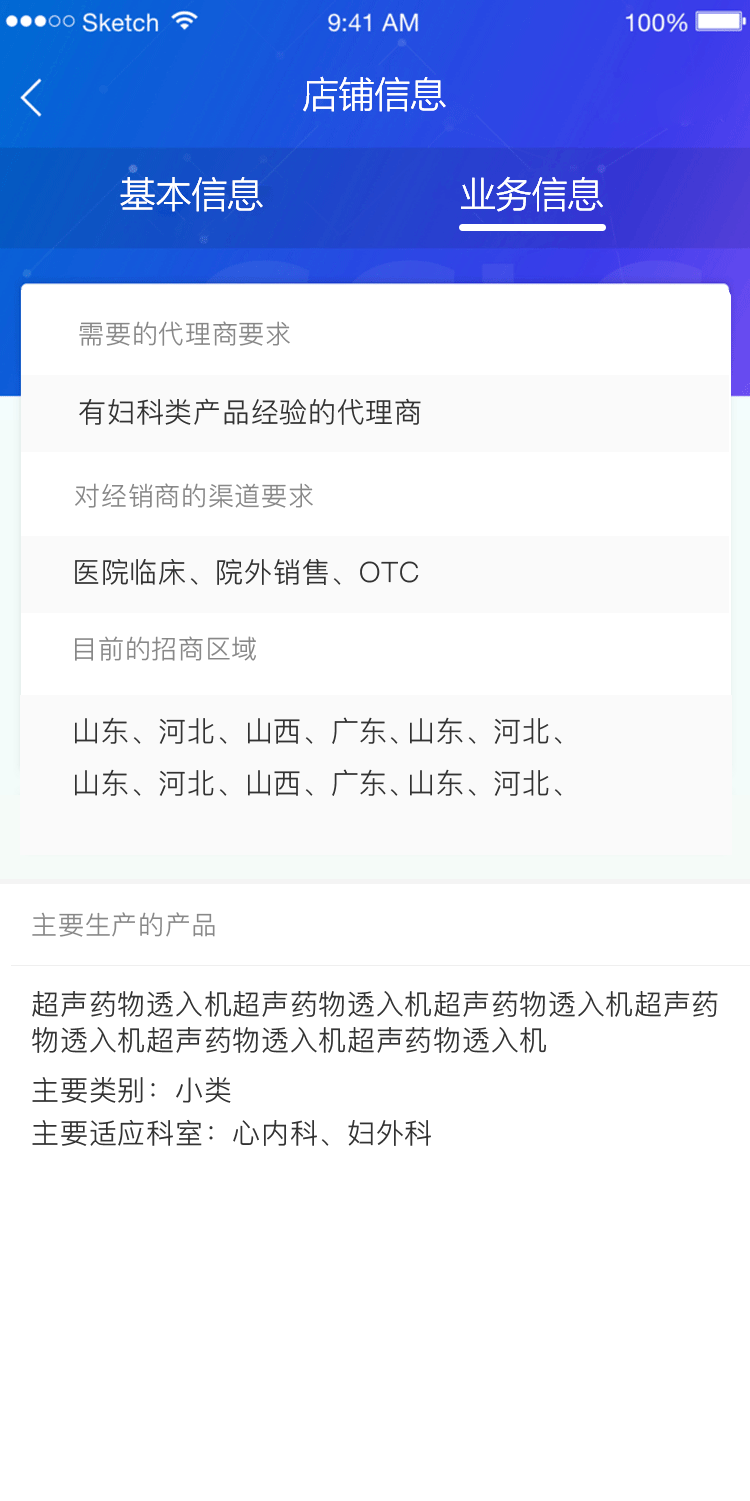 Sketch 9:41 AM 100%
店铺信息
基本信息 业务信息
需要的代理商要求
有妇科类产品经验的代理商
对经销商的渠道要求
医院临床、院外销售、OTC
目前的招商区域
山东、河北、山西、广东、山东、河北、
山东、河北、山西、广东、山东、河北、
主要生产的产品
超声药物透入机超声药物透入机超声药物透入机超声药
物透入机超声药物透入机超声药物透入机
主要类别：小类
主要适应科室：心内科、妇外科